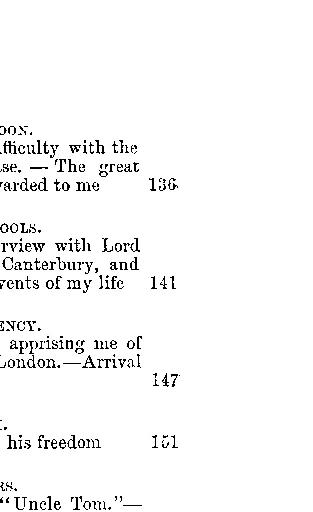 OON.
fficulty with the
se. — The great
arded to me 136
OOLS.
rview with Lord
Canterbury, and
vents of my life 141
ENCY.
apprising me of
London.—Arrival
147
his freedom 151
RS.
"Uncle Tom."—